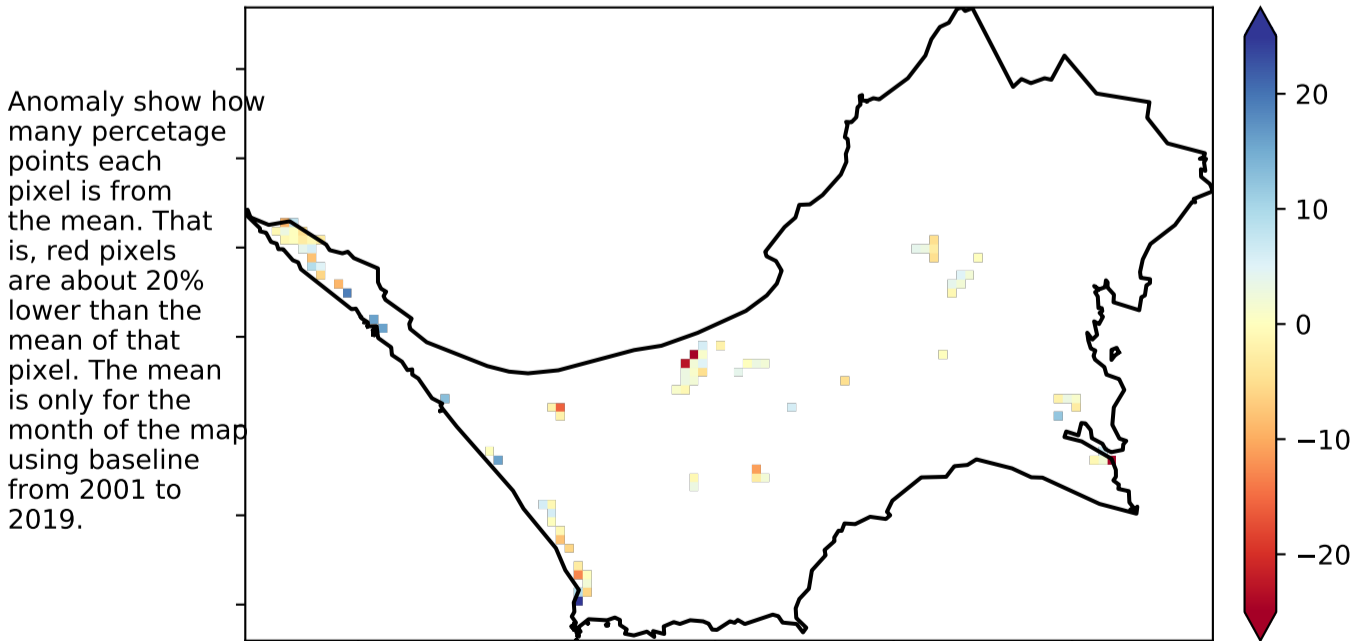 Anomaly show how
many percetage
points each
pixel is from
the mean. That
is, red pixels
are about 20%
lower than the
mean of that
pixel. The mean
is only for the
month of the map
using baseline
from 2001 to
2019.
20
10
0
−10
−20